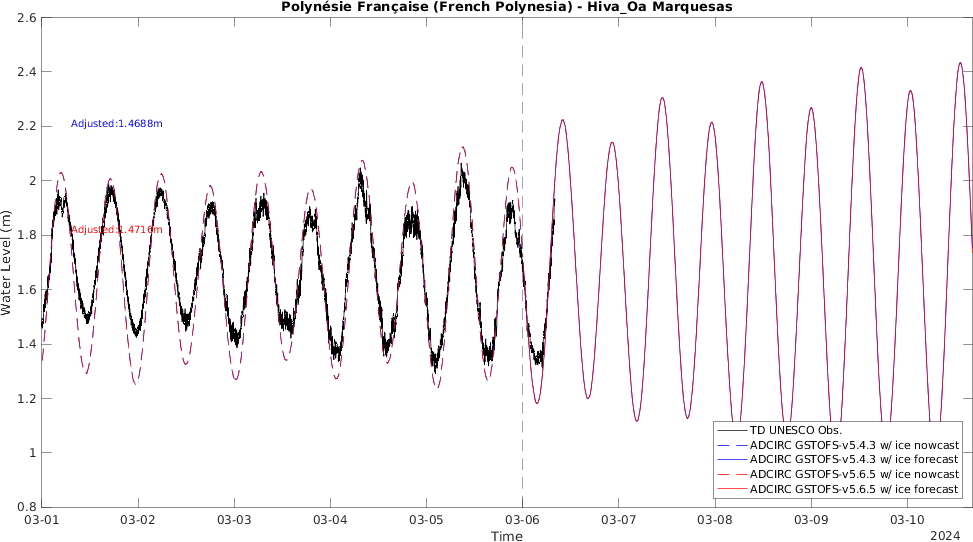 Polynésie Française (French Polynesia) - Hiva_Oa Marquesas
2.6
2.4
2.2
2
1.8
1.6
1.4
1.2
1
0.8
Water Level (m)
Adjusted:1.4688m
Adjusted:1.4716m
TD UNESCO Obs.
ADCIRC GSTOFS-v5.4.3 w/ ice nowcast
ADCIRC GSTOFS-v5.4.3 w/ ice forecast
ADCIRC GSTOFS-v5.6.5 w/ ice nowcast
ADCIRC GSTOFS-v5.6.5 w/ ice forecast
03-01 03-02 03-03 03-04 03-05 03-06 03-07 03-08 03-09 03-10
Time
2024